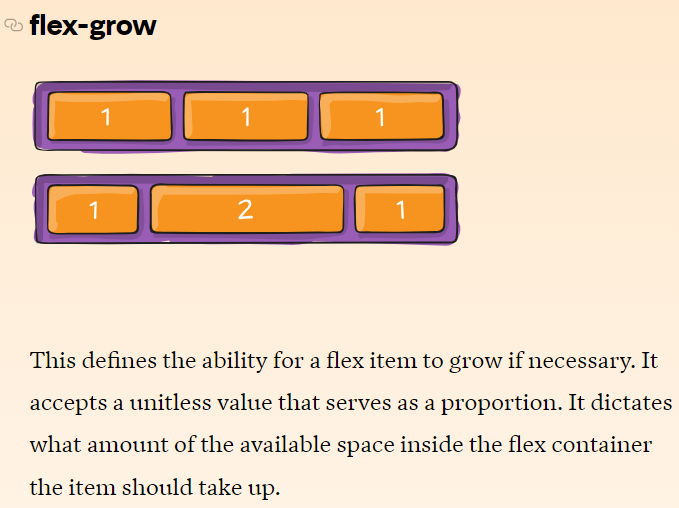 flex-grow
1 1 1
1 2 1
This defines the ability for a flex item to grow if necessary. It
accepts a unitless value that serves as a proportion. It dictates
what amount of the available space inside the flex container
the item should take up.